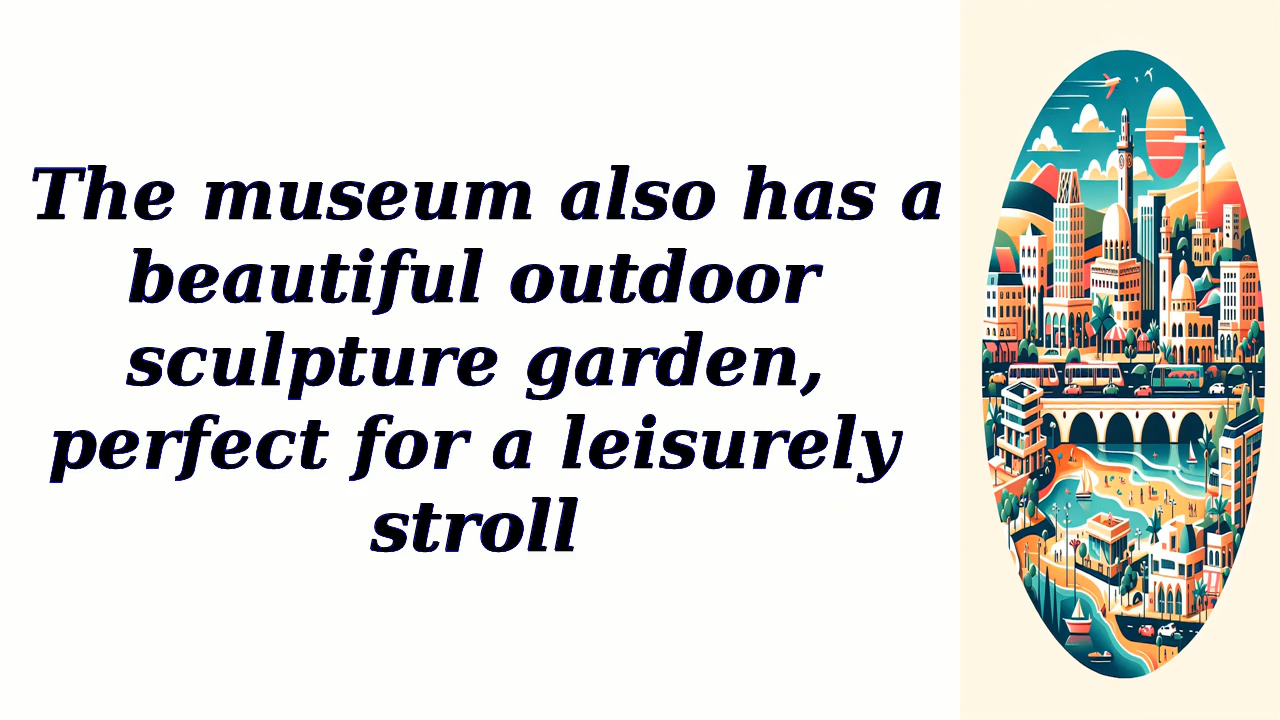 The museum also has a
beautiful outdoor
sculpture garden,
perfect for a leisurely
stroll